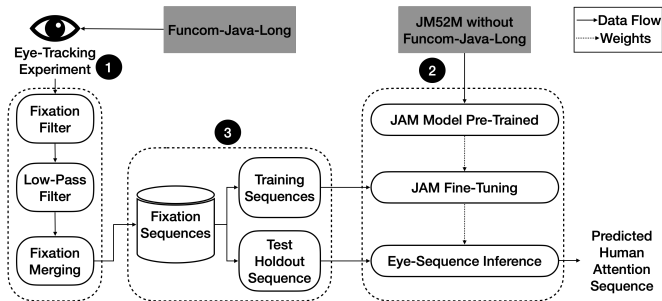 Funcom-Java-Long
JM52M without
Funcom-Java-Long
Data Flow
Weights
Eye-Tracking
Experiment
1
2
3
Fixation
Filter
Low-Pass
Filter
Fixation
Merging
Fixation
Sequences
Training
Sequences
Test
Holdout
Sequence
JAM Model Pre-Trained
JAM Fine-Tuning
Eye-Sequence Inference
Predicted
Human
Attention
Sequence